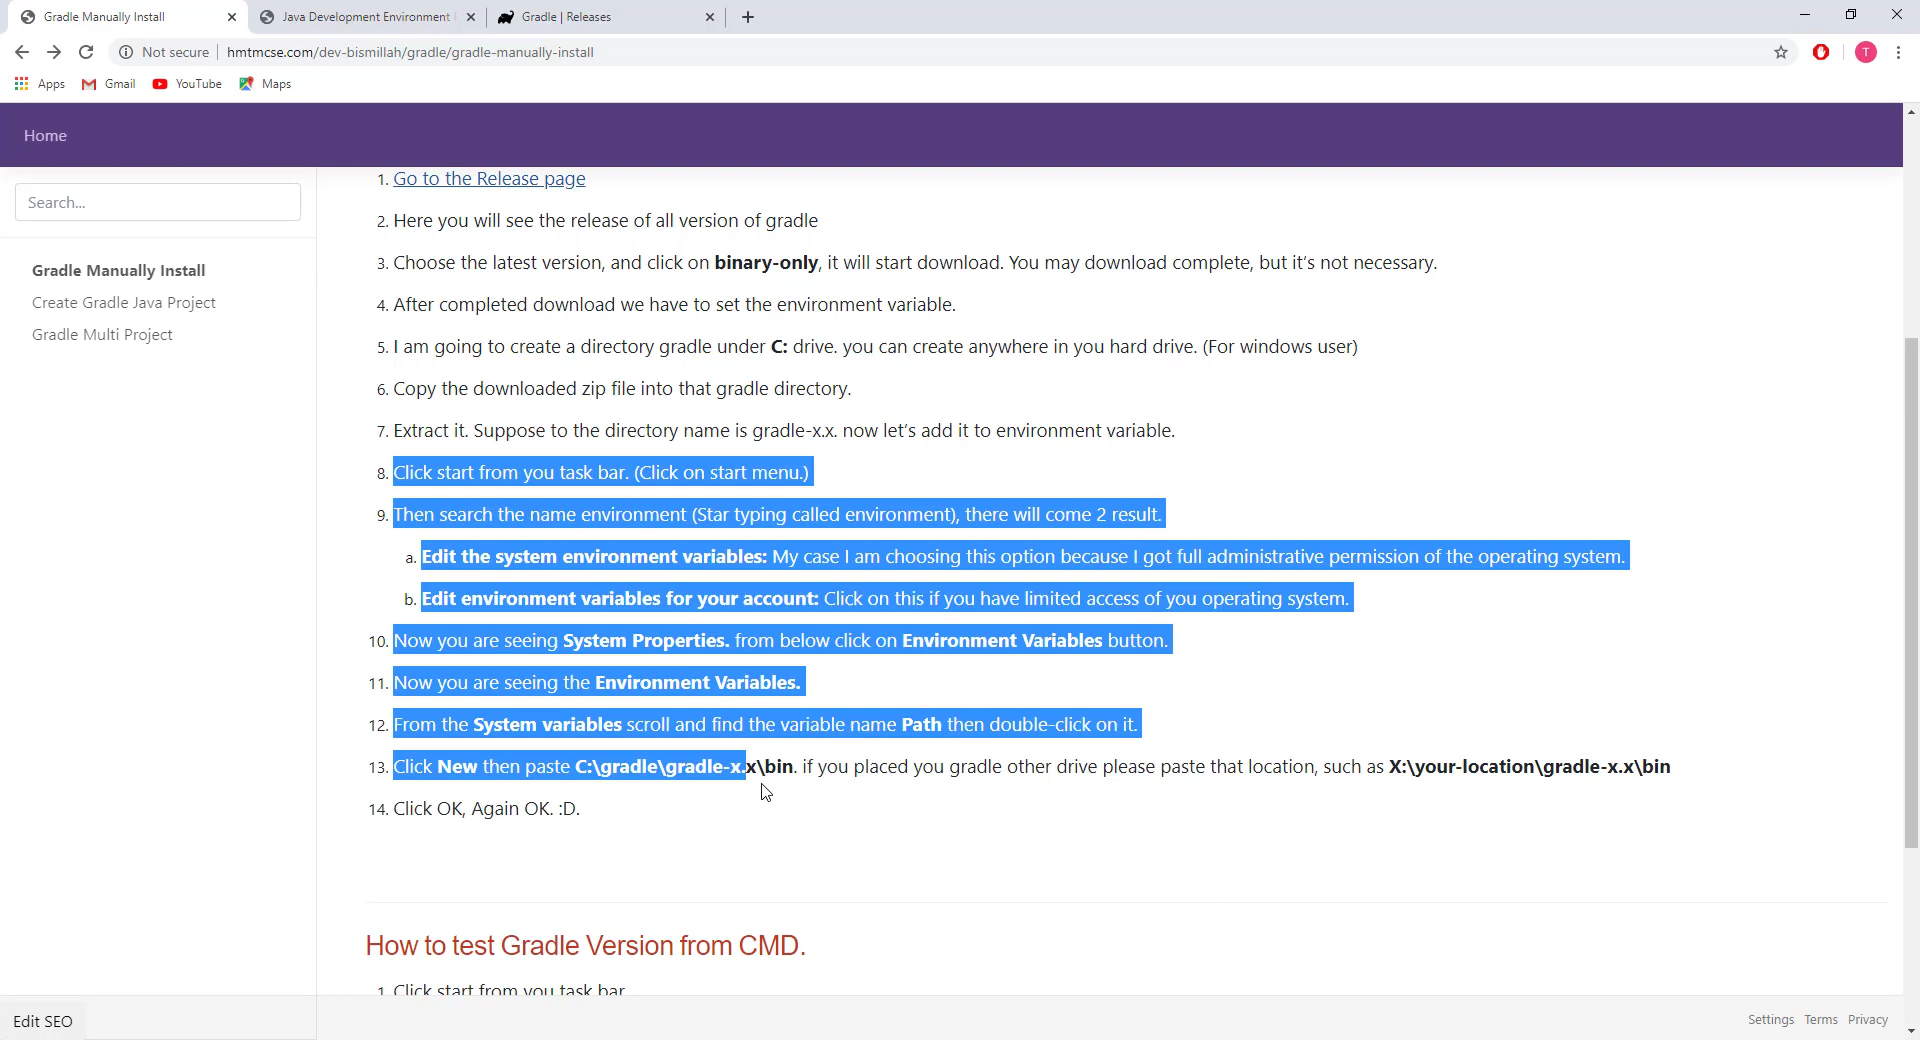 Gradle Manually Install
Java Development Environment
Gradle | Releases
Not secure
hmtmcse.com/dev-bismillah/gradle/gradle-manually-install
T
Apps
Gmail
YouTube
Maps
Home
Search...
Gradle Manually Install
Create Gradle Java Project
Gradle Multi Project
1. Go to the Release page
2. Here you will see the release of all version of gradle
3. Choose the latest version, and click on binary-only, it will start download. You may download complete, but it's not necessary.
4. After completed download we have to set the environment variable.
5. I am going to create a directory gradle under C: drive. you can create anywhere in you hard drive. (For windows user)
6. Copy the downloaded zip file into that gradle directory.
7. Extract it. Suppose to the directory name is gradle-x.x. now let's add it to environment variable.
8. Click start from you task bar. (Click on start menu.)
9. Then search the name environment (Star typing called environment), there will come 2 result.
a. Edit the system environment variables: My case I am choosing this option because I got full administrative permission of the operating system.
b. Edit environment variables for your account: Click on this if you have limited access of you operating system.
10. Now you are seeing System Properties. from below click on Environment Variables button.
11. Now you are seeing the Environment Variables.
12. From the System variables scroll and find the variable name Path then double-click on it.
13. Click New then paste C:\gradle\gradle-x.x\bin. if you placed you gradle other drive please paste that location, such as X:\your-location\gradle-x.x\bin
14. Click OK, Again OK. :D.
How to test Gradle Version from CMD.
1. Click start from you task bar
Edit SEO
Settings Terms Privacy